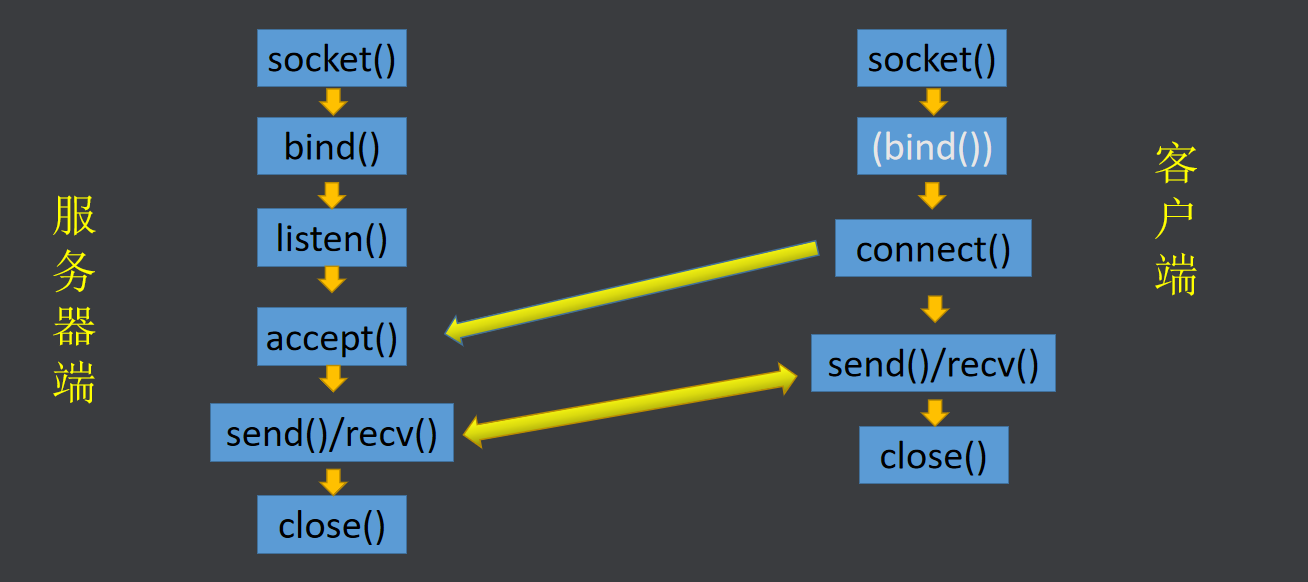 服务器端
socket()
bind()
listen()
accept()
send()/recv()
close()
socket()
(bind())
connect()
send()/recv()
close()
客户端